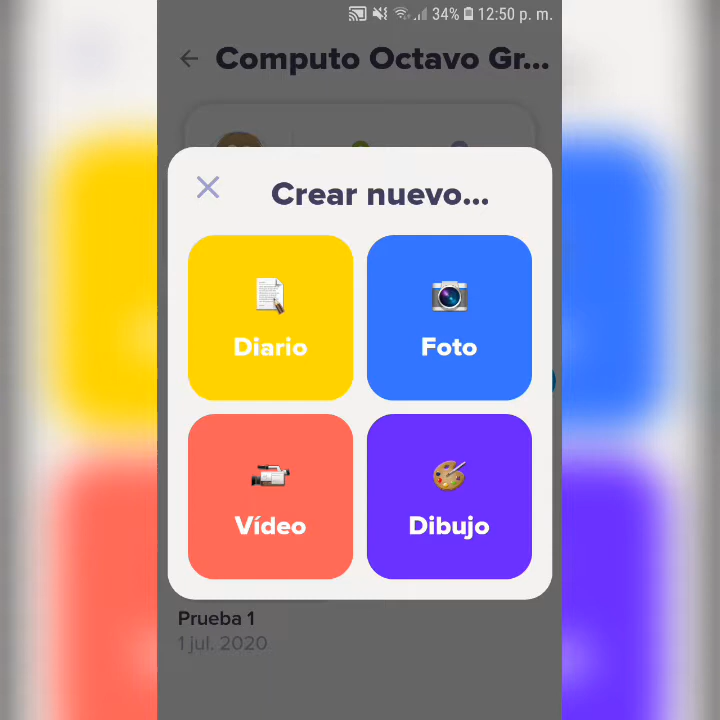 34% 12:50 p. m.
Computo Octavo Gr...
Crear nuevo...
Diario
Foto
Vídeo
Dibujo
Prueba 1
1 jul. 2020